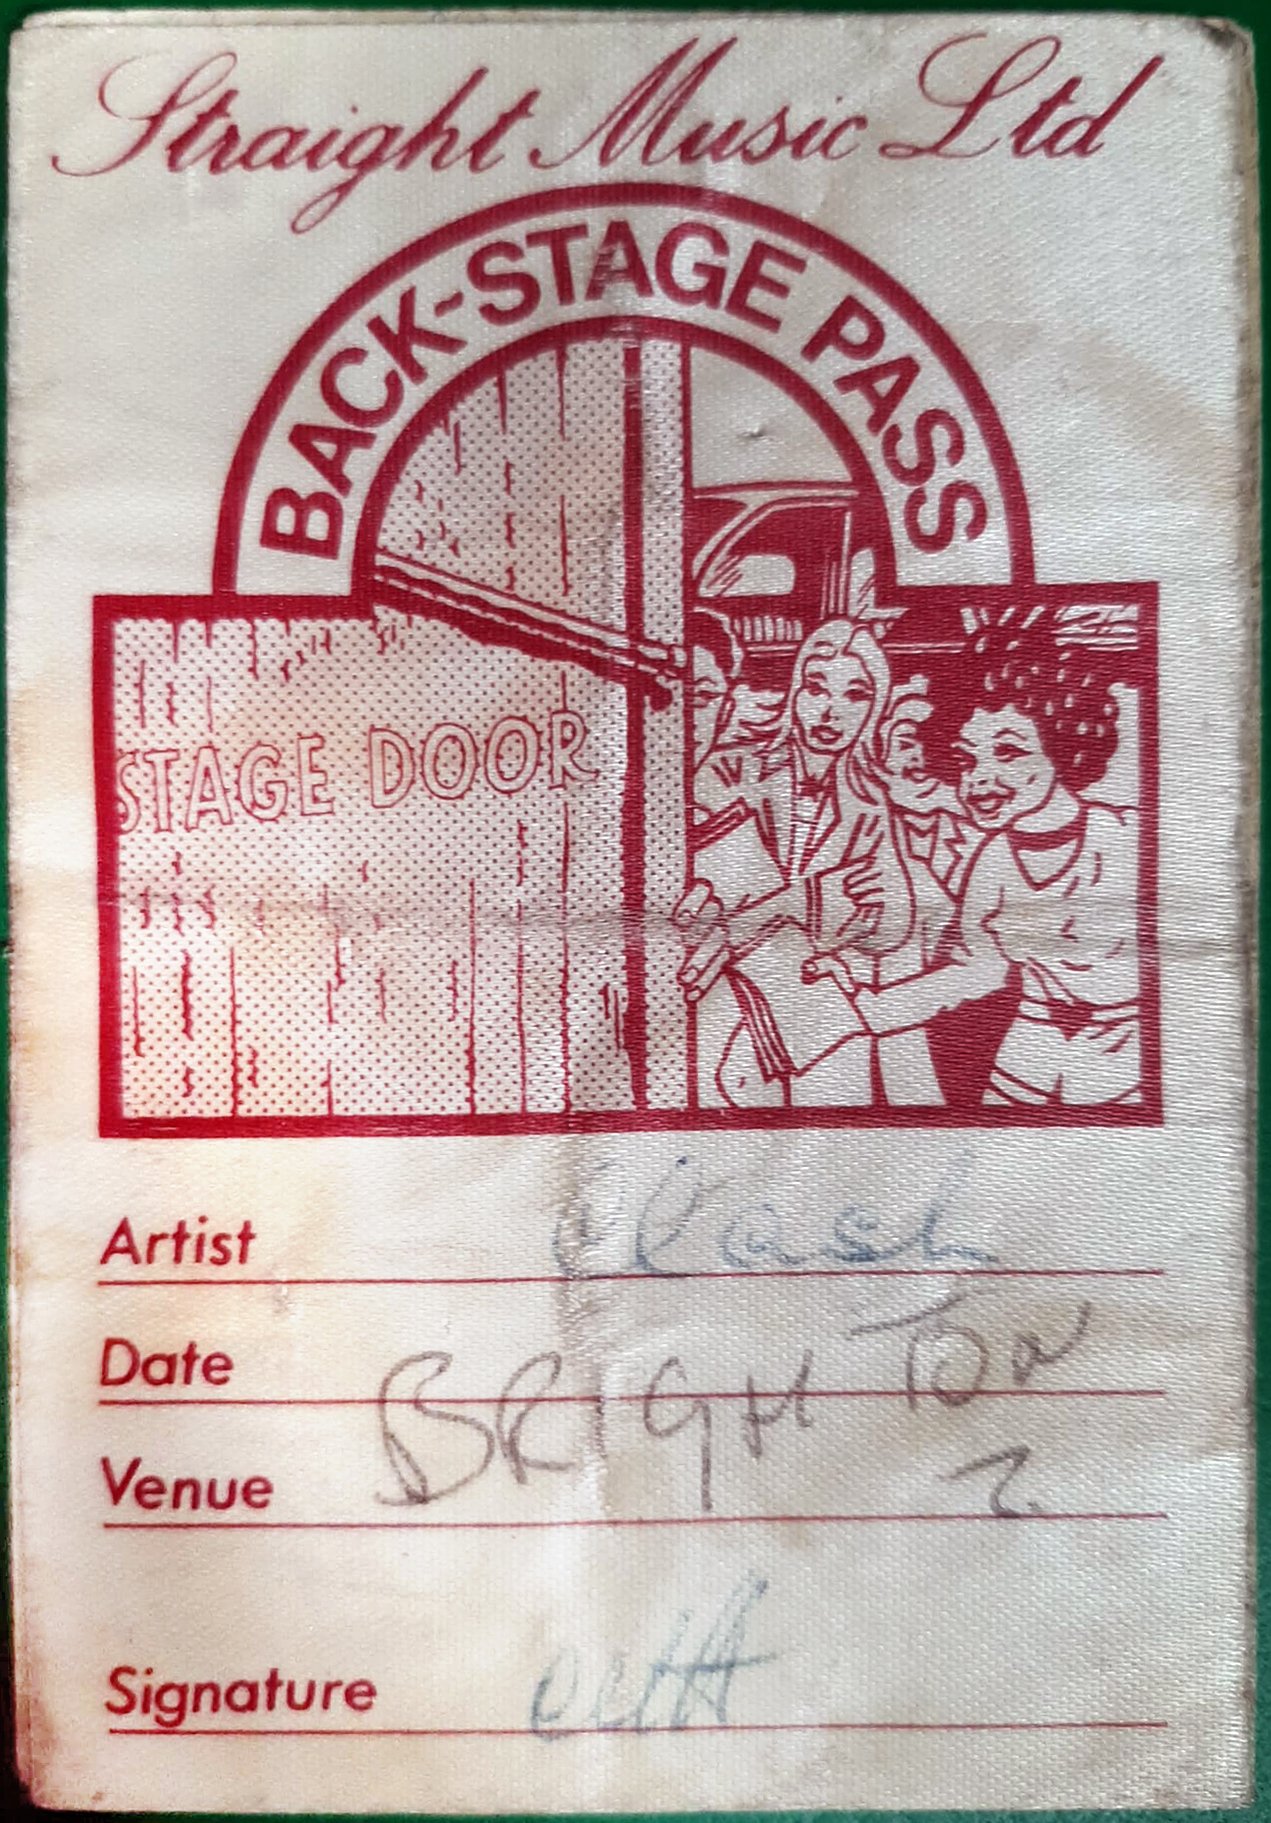 Straight Music Ltd
BACK-STAGE PASS
STAGE DOOR
Artist Clash
Date
BRIGHTON
Venue ?
Signature